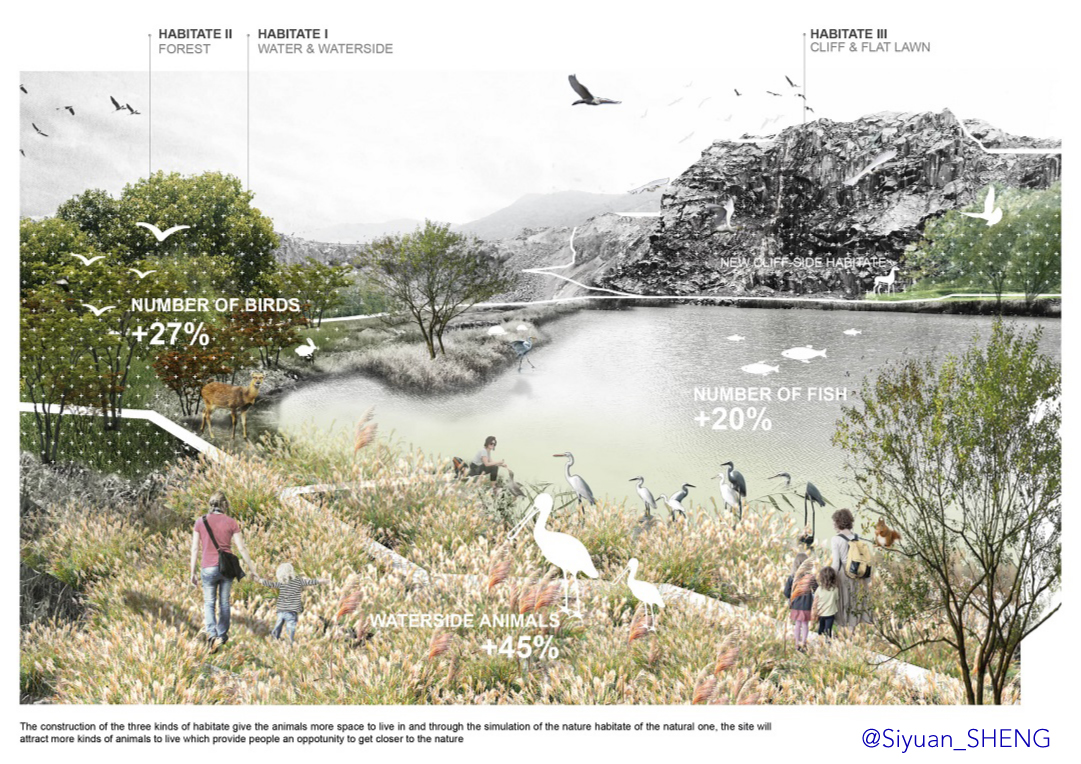 HABITATE II
FOREST
HABITATE I
WATER & WATERSIDE
HABITATE III
CLIFF & FLAT LAWN
NEW CLIFF-SIDE HABITATE
NUMBER OF BIRDS
+27%
NUMBER OF FISH
+20%
WATERSIDE ANIMALS
+45%
The construction of the three kinds of habitate give the animals more space to live in and through the simulation of the nature habitate of the natural one, the site will
attract more kinds of animals to live which provide people an oppotunity to get closer to the nature
@Siyuan_SHENG